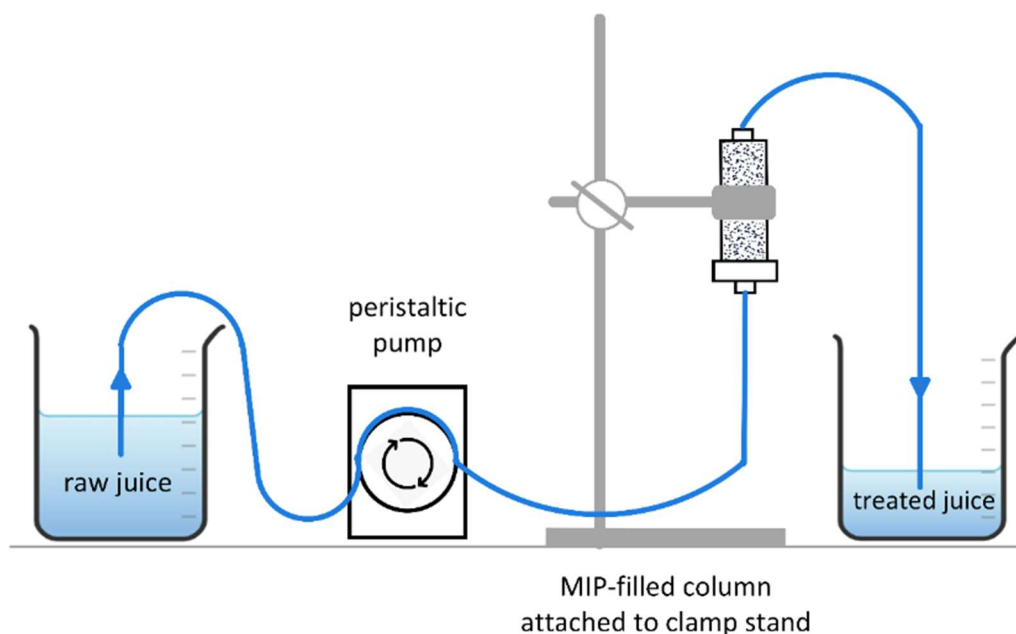 peristaltic
pump
raw juice
treated juice
MIP-filled column
attached to clamp stand